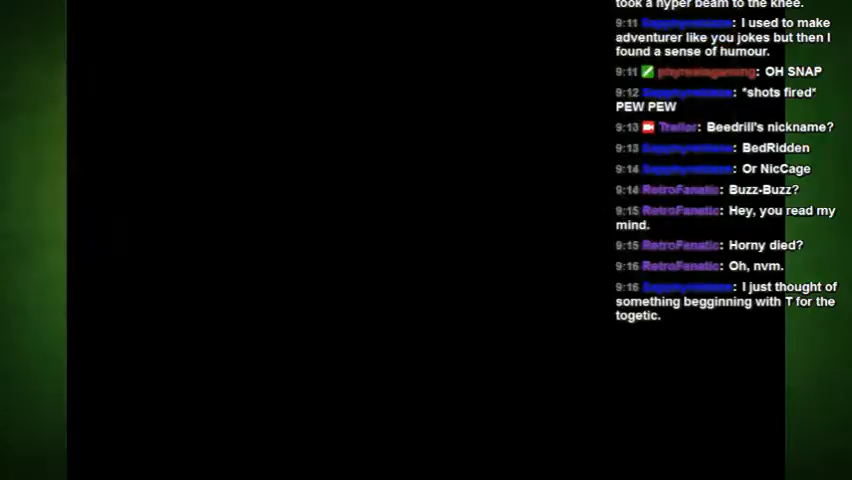 took a hyper beam to the knee.
9:11 : I used to make
adventurer like you jokes but then I
found a sense of humour.
9:11 phyrexiagaming: OH SNAP
9:12 : *shots fired*
PEW PEW
9:13 Trailor: Beedrill's nickname?
9:13 : BedRidden
9:14 : Or NicCage
9:14 RetroFanatic: Buzz-Buzz?
9:15 RetroFanatic: Hey, you read my
mind.
9:15 RetroFanatic: Horny died?
9:16 RetroFanatic: Oh, nvm.
9:16 : I just thought of
something begginning with T for the
togetic.